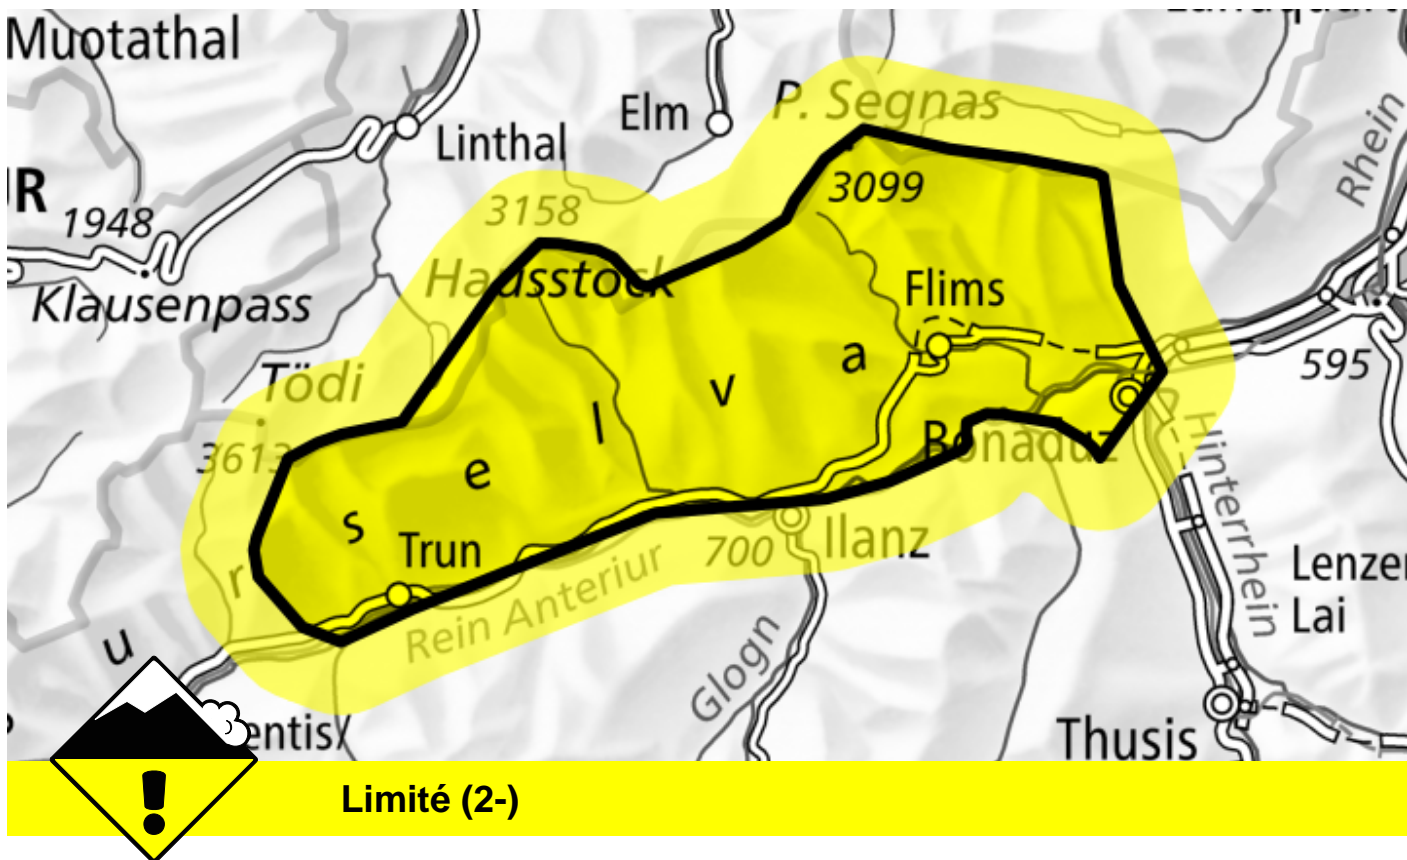 Muotathal
Elm
P. Segnas
Linthal
Rhein
UR
1948
3158
3099
Klausenpass
Hausstock
Flims
Tödi
595
a
v
l
3613
e
Bonaduz
Hinterrhein
s
Trun
700
Ilanz
r
Rein Anteriur
Lai
u
Glogn
Thusis
Limité (2-)